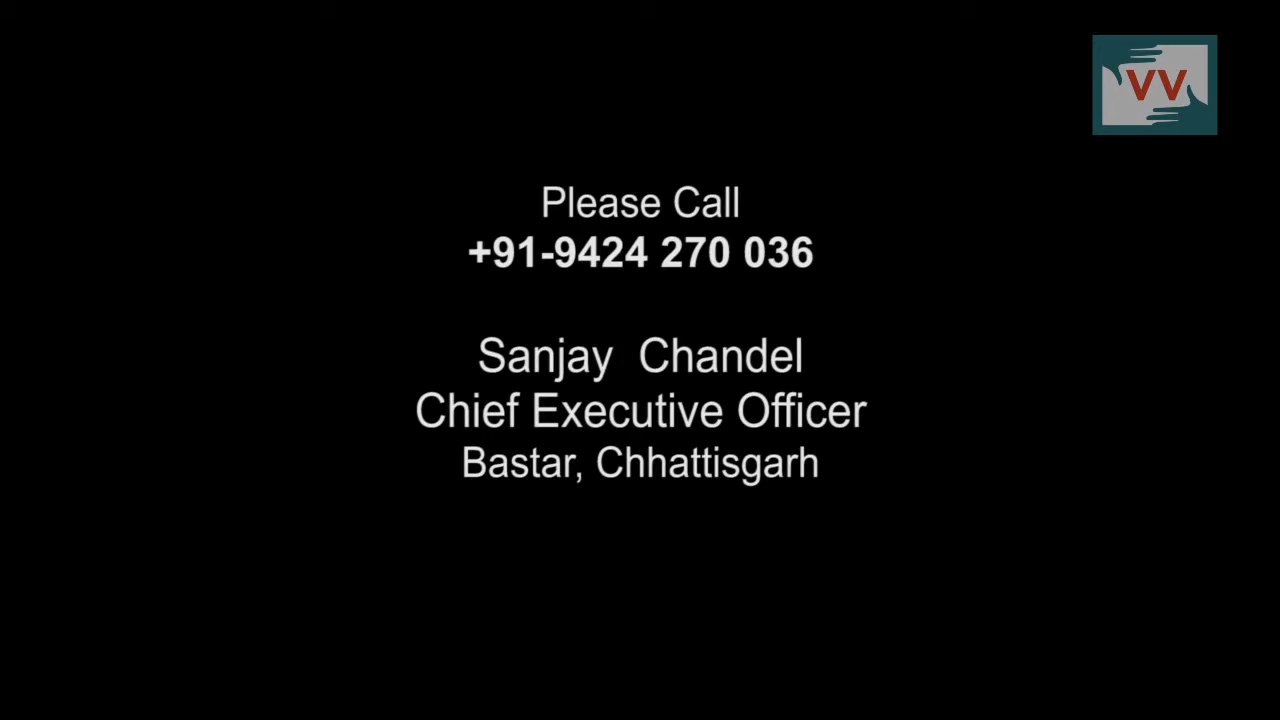 VV
Please Call
+91-9424 270 036
Sanjay Chandel
Chief Executive Officer
Bastar, Chhattisgarh